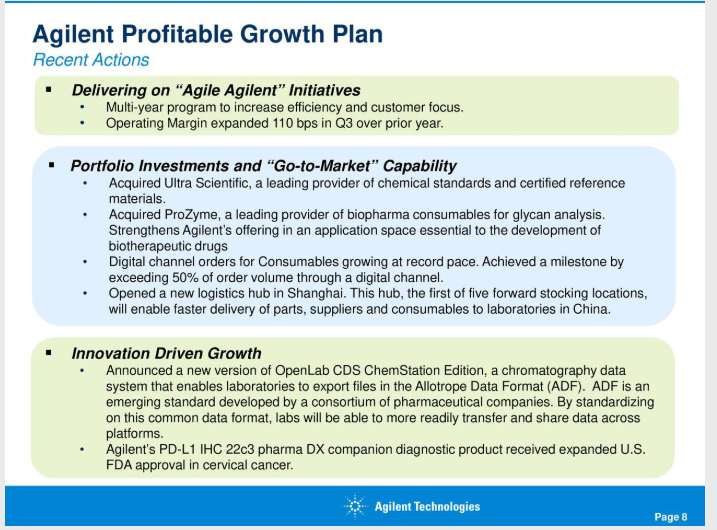 Agilent Profitable Growth Plan
Recent Actions
▪ Delivering on “Agile Agilent” Initiatives
• Multi-year program to increase efficiency and customer focus.
• Operating Margin expanded 110 bps in Q3 over prior year.
▪ Portfolio Investments and “Go-to-Market” Capability
• Acquired Ultra Scientific, a leading provider of chemical standards and certified reference
materials.
• Acquired ProZyme, a leading provider of biopharma consumables for glycan analysis.
Strengthens Agilent’s offering in an application space essential to the development of
biotherapeutic drugs
• Digital channel orders for Consumables growing at record pace. Achieved a milestone by
exceeding 50% of order volume through a digital channel.
• Opened a new logistics hub in Shanghai. This hub, the first of five forward stocking locations,
will enable faster delivery of parts, suppliers and consumables to laboratories in China.
▪ Innovation Driven Growth
• Announced a new version of OpenLab CDS ChemStation Edition, a chromatography data
system that enables laboratories to export files in the Allotrope Data Format (ADF). ADF is an
emerging standard developed by a consortium of pharmaceutical companies. By standardizing
on this common data format, labs will be able to more readily transfer and share data across
platforms.
• Agilent’s PD-L1 IHC 22c3 pharma DX companion diagnostic product received expanded U.S.
FDA approval in cervical cancer.
Agilent Technologies
Page 8